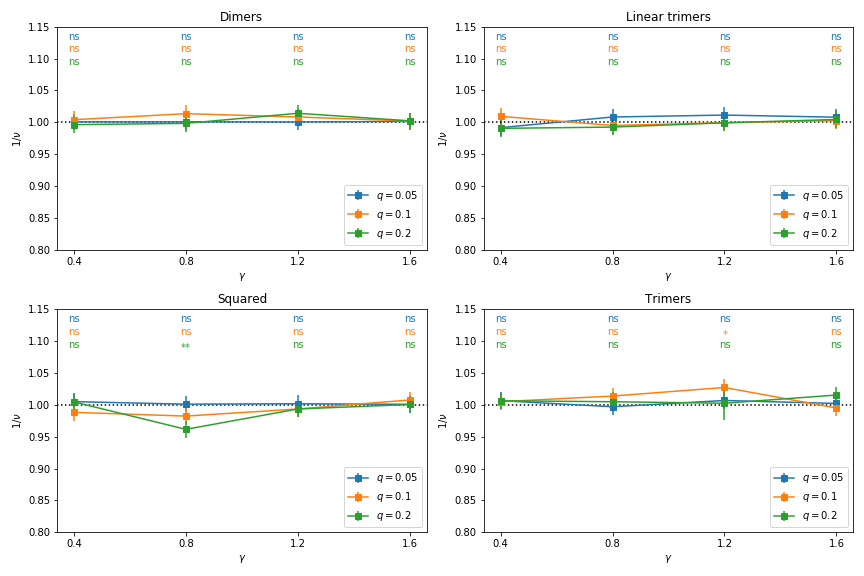 Dimers
1.15
1.10
1.05
1.00
0.95
0.90
0.85
0.80
1/ν
ns ns ns ns
ns ns ns ns
ns ns ns ns
q = 0.05
q = 0.1
q = 0.2
0.4 0.8 1.2 1.6
γ
Linear trimers
1.15
1.10
1.05
1.00
0.95
0.90
0.85
0.80
1/ν
ns ns ns ns
ns ns ns ns
ns ns ns ns
q = 0.05
q = 0.1
q = 0.2
0.4 0.8 1.2 1.6
γ
Squared
1.15
1.10
1.05
1.00
0.95
0.90
0.85
0.80
1/ν
ns ns ns ns
ns ns ns ns
ns ** ns ns
q = 0.05
q = 0.1
q = 0.2
0.4 0.8 1.2 1.6
γ
Trimers
1.15
1.10
1.05
1.00
0.95
0.90
0.85
0.80
1/ν
ns ns ns ns
ns ns * ns
ns ns ns ns
q = 0.05
q = 0.1
q = 0.2
0.4 0.8 1.2 1.6
γ